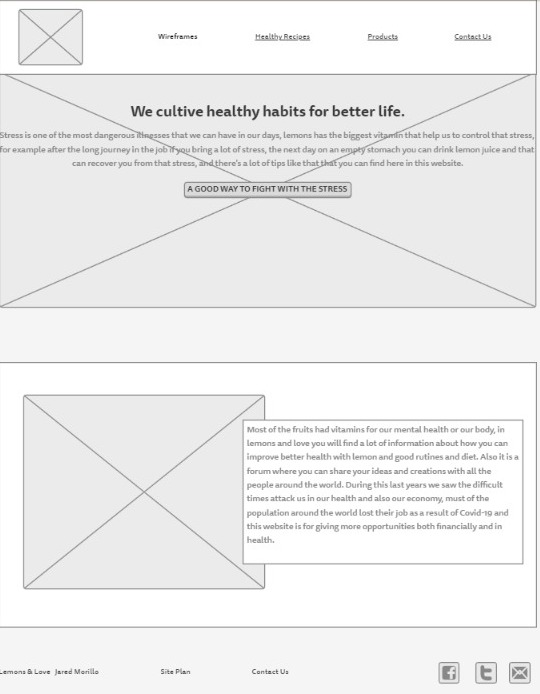 Wireframes Healthy Recipes Products Contact Us
We cultive healthy habits for better life.
Stress is one of the most dangerous illnesses that we can have in our days, lemons has the biggest vitamin that help us to control that stress,
for example after the long journey in the job if you bring a lot of stress, the next day on an empty stomach you can drink lemon juice and that
can recover you from that stress, and there's a lot of tips like that that you can find here in this website.
A GOOD WAY TO FIGHT WITH THE STRESS
Most of the fruits had vitamins for our mental health or our body, in
lemons and love you will find a lot of information about how you can
improve better health with lemon and good rutines and diet. Also it is a
forum where you can share your ideas and creations with all the
people around the world. During this last years we saw the difficult
times attack us in our health and also our economy, must of the
population around the world lost their job as a result of Covid-19 and
this website is for giving more opportunities both financially and in
health.
Lemons & Love Jared Morillo Site Plan Contact Us